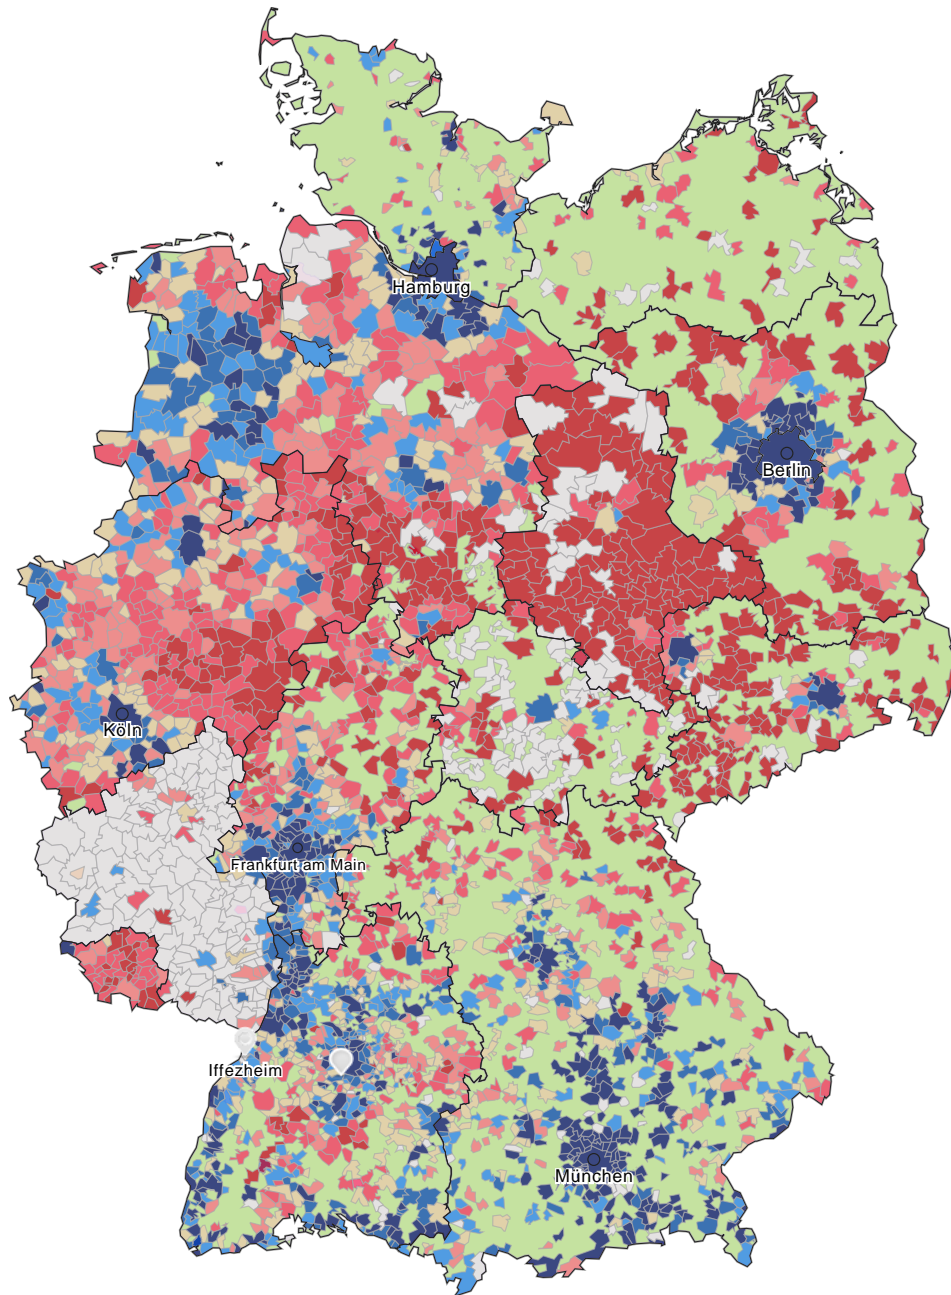 Hamburg
Berlin
Köln
Frankfurt am Main
Iffezheim
München